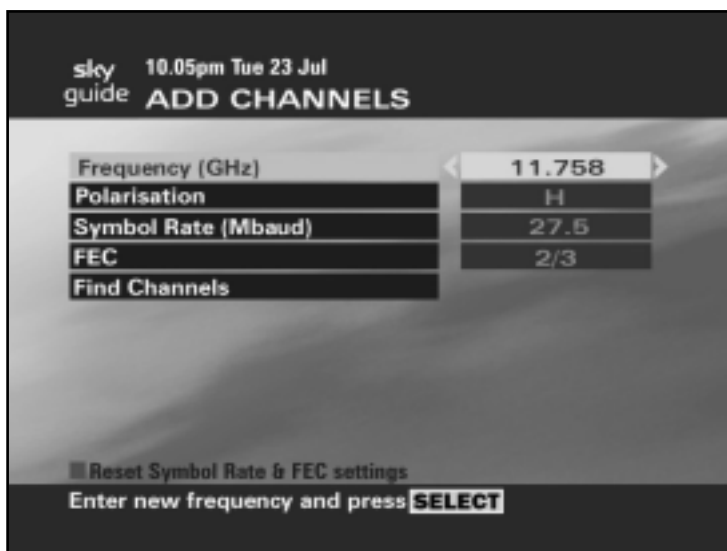 sky 10.05pm Tue 23 Jul
guide ADD CHANNELS
Frequency (GHz) 11.758
Polarisation H
Symbol Rate (Mbaud) 27.5
FEC 2/3
Find Channels
Reset Symbol Rate & FEC settings
Enter new frequency and press SELECT